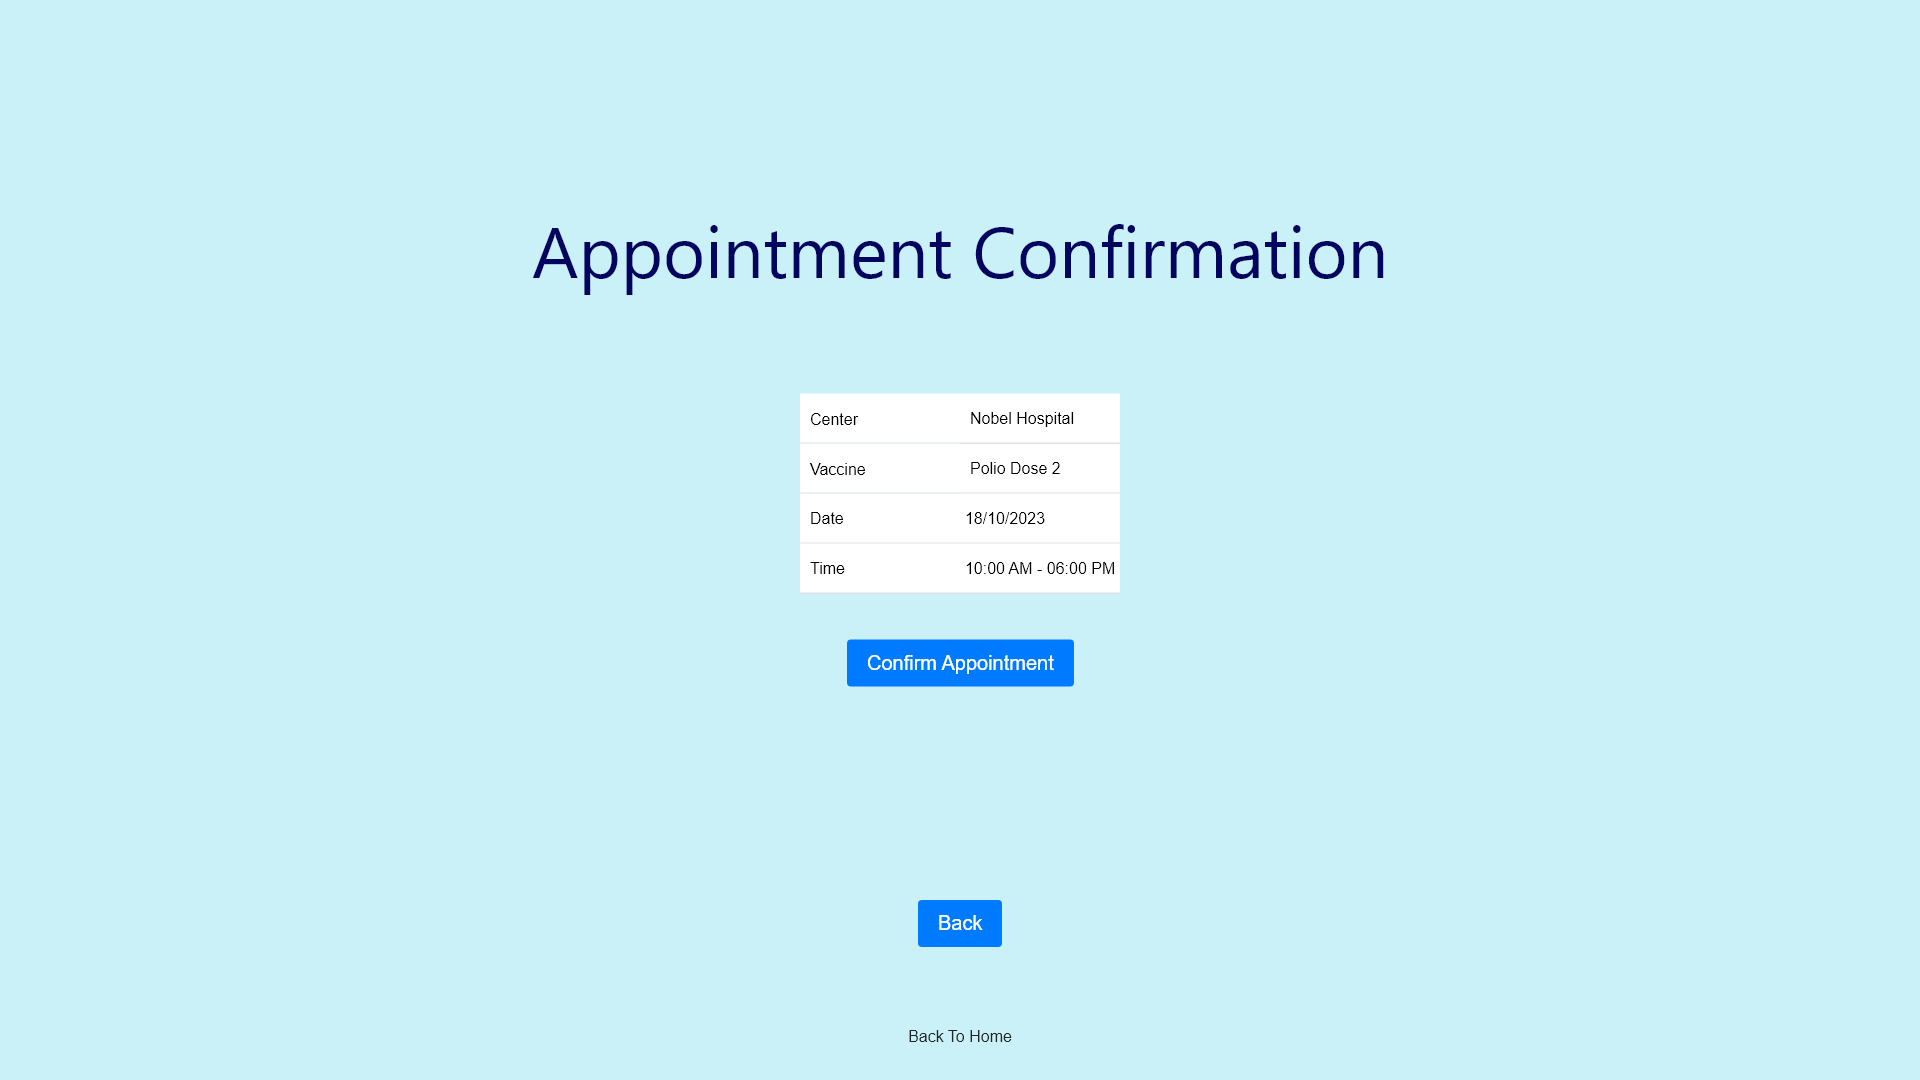 Appointment Confirmation
Center Nobel Hospital
Vaccine Polio Dose 2
Date 18/10/2023
Time 10:00 AM - 06:00 PM
Confirm Appointment
Back
Back To Home